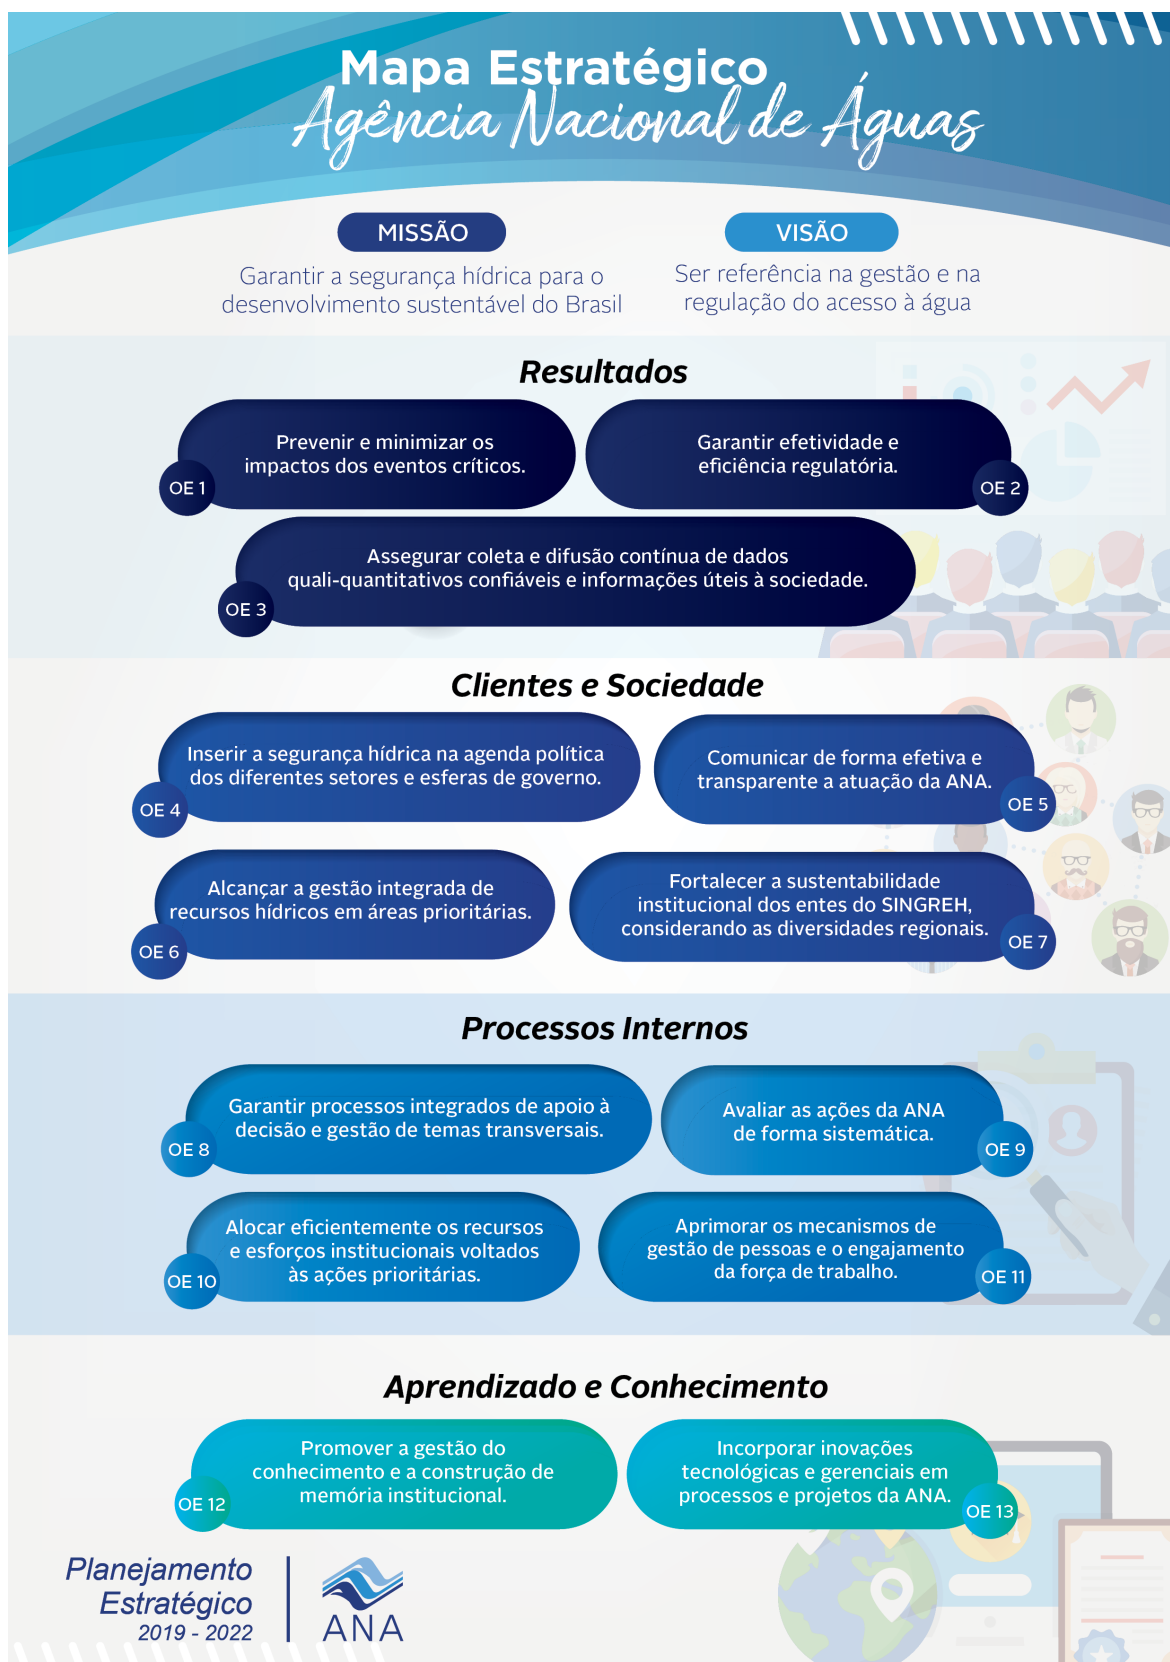 Mapa Estratégico
Agência Nacional de Águas
MISSÃO
Garantir a segurança hídrica para o
desenvolvimento sustentável do Brasil
VISÃO
Ser referência na gestão e na
regulação do acesso à água
Resultados
Prevenir e minimizar os
impactos dos eventos críticos.
OE 1
Garantir efetividade e
eficiência regulatória.
OE 2
Assegurar coleta e difusão contínua de dados
quali-quantitativos confiáveis e informações úteis à sociedade.
OE 3
Clientes e Sociedade
Inserir a segurança hídrica na agenda política
dos diferentes setores e esferas de governo.
OE 4
Comunicar de forma efetiva e
transparente a atuação da ANA.
OE 5
Alcançar a gestão integrada de
recursos hídricos em áreas prioritárias.
OE 6
Fortalecer a sustentabilidade
institucional dos entes do SINGREH,
considerando as diversidades regionais.
OE 7
Processos Internos
Garantir processos integrados de apoio à
decisão e gestão de temas transversais.
OE 8
Avaliar as ações da ANA
de forma sistemática.
OE 9
Alocar eficientemente os recursos
e esforços institucionais voltados
às ações prioritárias.
OE 10
Aprimorar os mecanismos de
gestão de pessoas e o engajamento
da força de trabalho.
OE 11
Aprendizado e Conhecimento
Promover a gestão do
conhecimento e a construção de
memória institucional.
OE 12
Incorporar inovações
tecnológicas e gerenciais em
processos e projetos da ANA.
OE 13
Planejamento
Estratégico
2019 - 2022
ANA